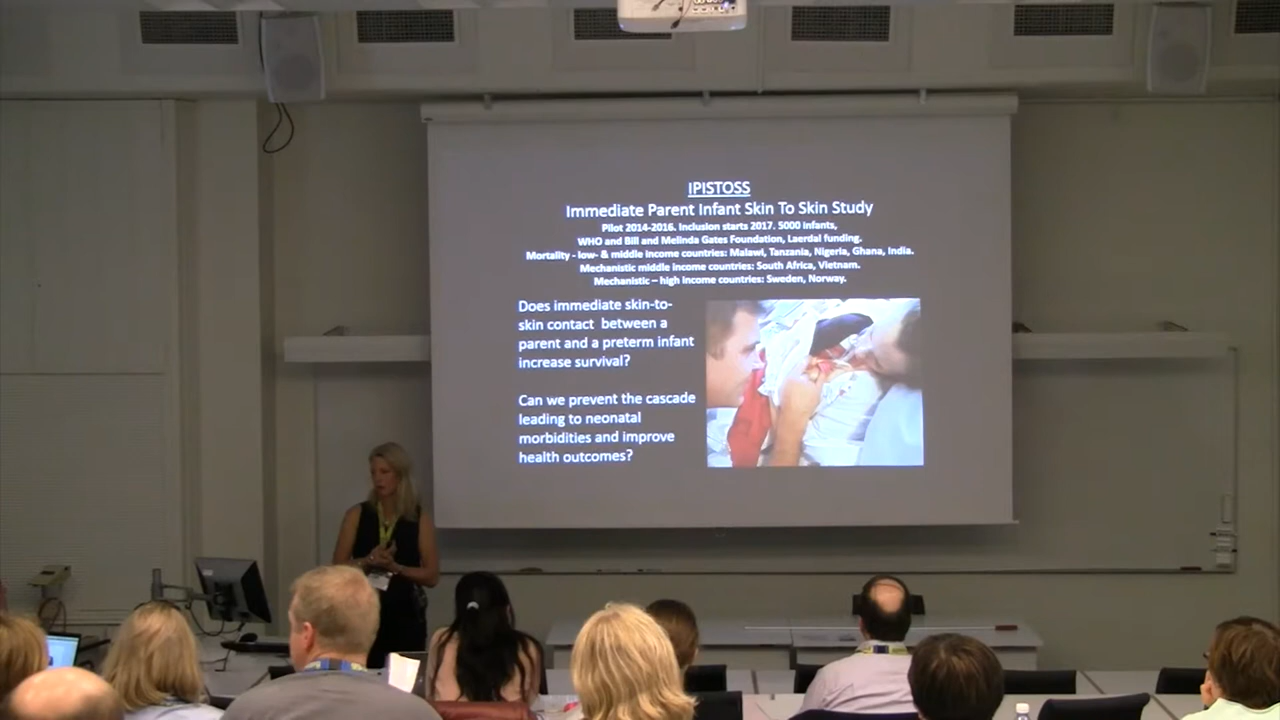 IPISTOSS
Immediate Parent Infant Skin To Skin Study
Pilot 2014-2016. Inclusion starts 2017. 5000 infants,
WHO and Bill and Melinda Gates Foundation, Laerdal funding.
Mortality - low- & middle income countries: Malawi, Tanzania, Nigeria, Ghana, India.
Mechanistic middle income countries: South Africa, Vietnam.
Mechanistic – high income countries: Sweden, Norway.
Does immediate skin-to-
skin contact between a
parent and a preterm infant
increase survival?
Can we prevent the cascade
leading to neonatal
morbidities and improve
health outcomes?